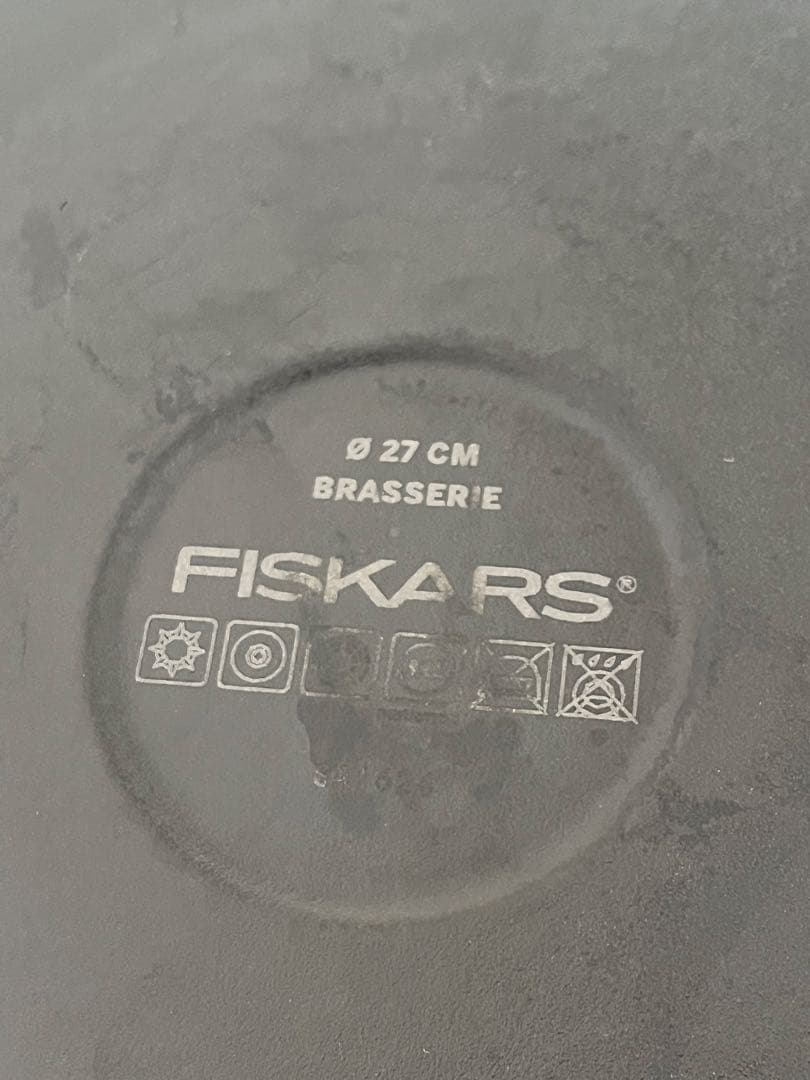 Ø 27 CM
BRASSERIE
FISKARS®